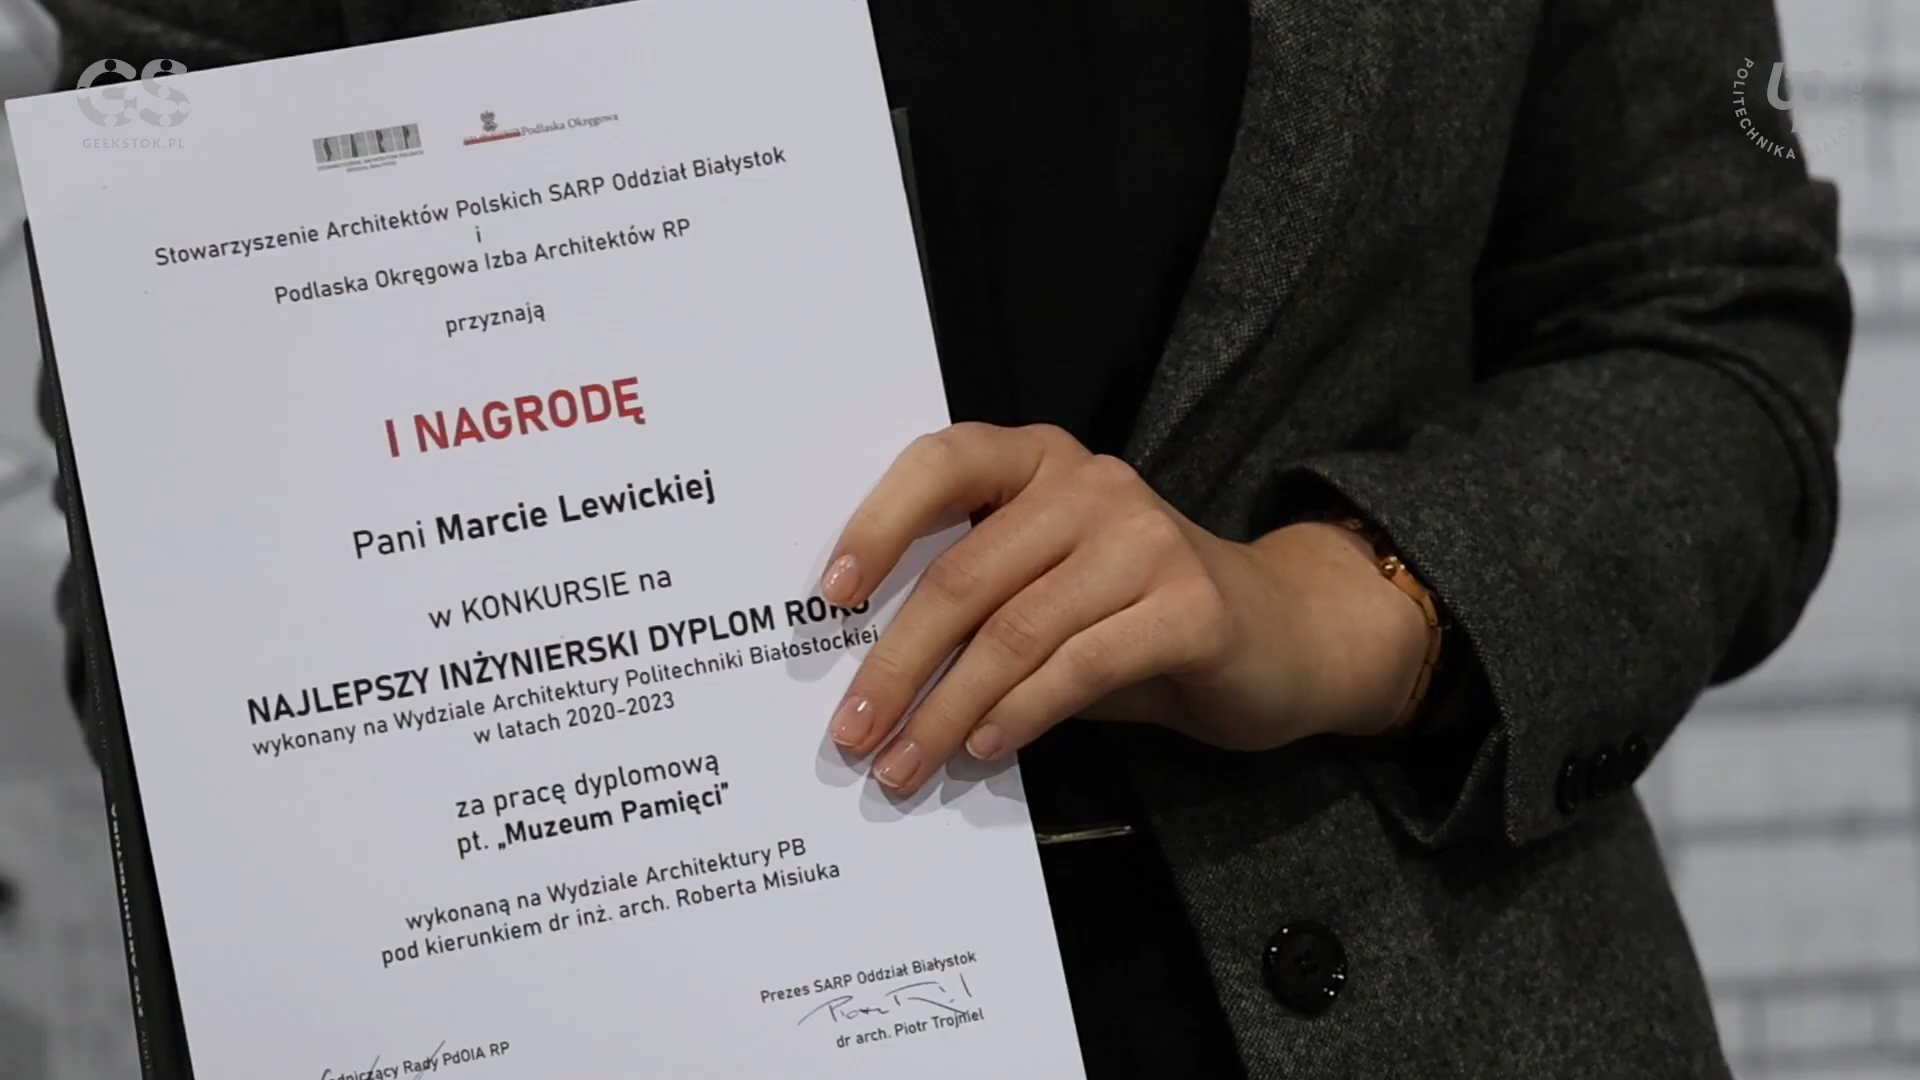 GS
GEEKSTOK.PL
POLITECHNIKA
SARP
Podlaska Okręgowa
Stowarzyszenie Architektów Polskich SARP Oddział Białystok
i
Podlaska Okręgowa Izba Architektów RP
przyznają
I NAGRODĘ
Pani Marcie Lewickiej
w KONKURSIE na
NAJLEPSZY INŻYNIERSKI DYPLOM ROKU
wykonany na Wydziale Architektury Politechniki Białostockiej
w latach 2020-2023
za pracę dyplomową
pt. „Muzeum Pamięci”
wykonaną na Wydziale Architektury PB
pod kierunkiem dr inż. arch. Roberta Misiuka
Prezes SARP Oddział Białystok
dr arch. Piotr Trojniel
Rady PdOIA RP